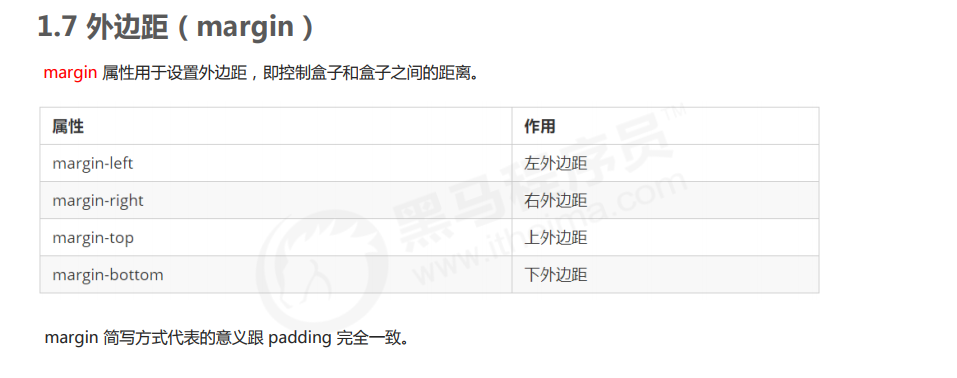 1.7 外边距（margin）
margin 属性用于设置外边距，即控制盒子和盒子之间的距离。
属性 作用
margin-left 左外边距
margin-right 右外边距
margin-top 上外边距
margin-bottom 下外边距
黑马程序员™
www.itheima.com
margin 简写方式代表的意义跟 padding 完全一致。